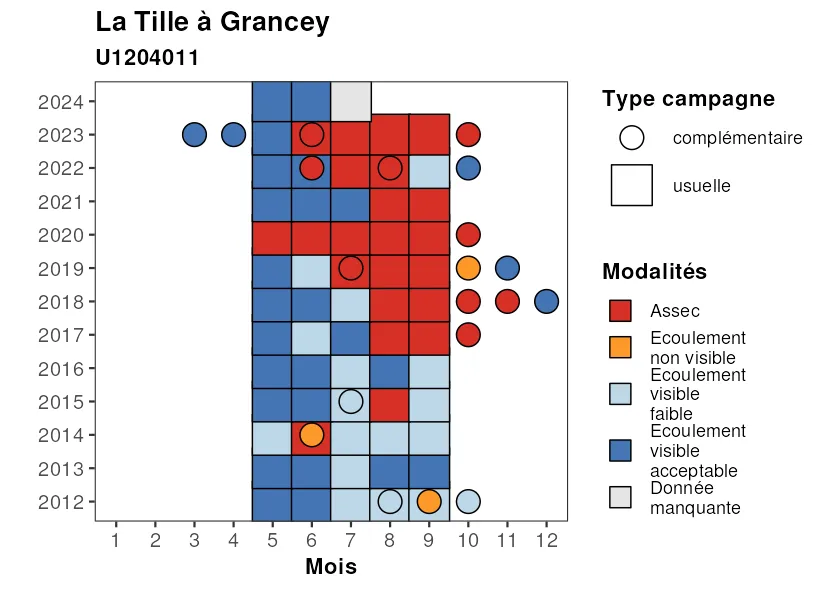 La Tille à Grancey
U1204011
2024
2023
2022
2021
2020
2019
2018
2017
2016
2015
2014
2013
2012
1 2 3 4 5 6 7 8 9 10 11 12
Mois
Type campagne
complémentaire
usuelle
Modalités
Assec
Ecoulement
non visible
Ecoulement
visible
faible
Ecoulement
visible
acceptable
Donnée
manquante